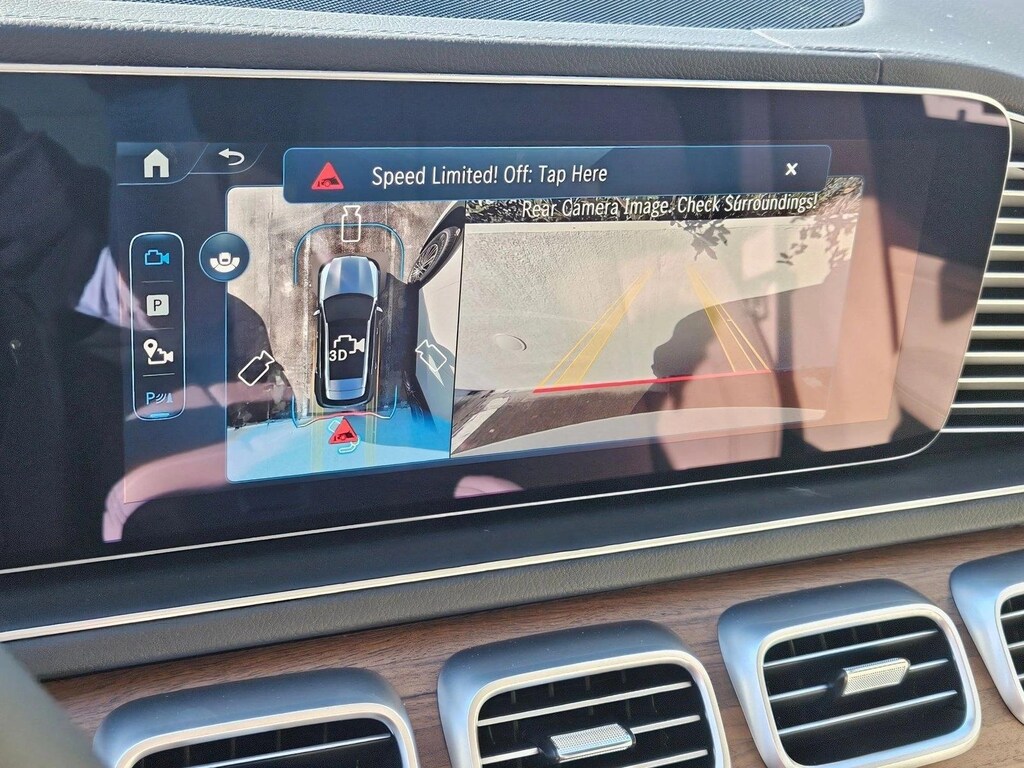 Speed Limited! Off: Tap Here
x
Rear Camera Image. Check Surroundings!
P
3D
P